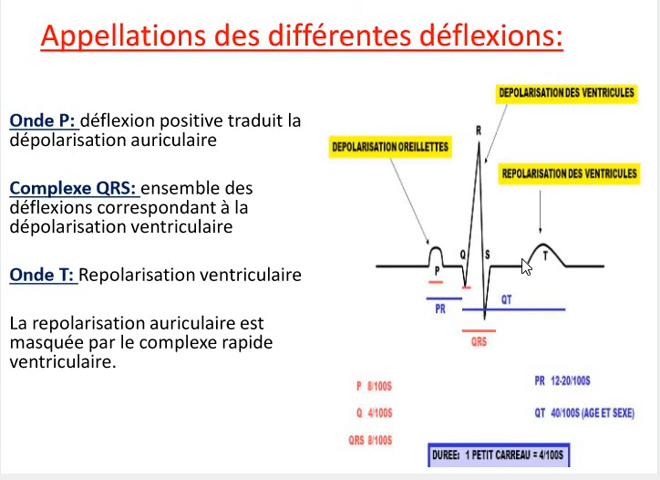 Appellations des différentes déflexions:
Onde P: déflexion positive traduit la
dépolarisation auriculaire
Complexe QRS: ensemble des
déflexions correspondant à la
dépolarisation ventriculaire
Onde T: Repolarisation ventriculaire
La repolarisation auriculaire est
masquée par le complexe rapide
ventriculaire.
DEPOLARISATION DES VENTRICULES
DEPOLARISATION OREILLETTES
REPOLARISATION DES VENTRICULES
R
Q
S
P
T
PR
QT
QRS
P 8/100S
Q 4/100S
QRS 8/100S
PR 12-20/100S
QT 40/100S (AGE ET SEXE)
DUREE: 1 PETIT CARREAU = 4/100S